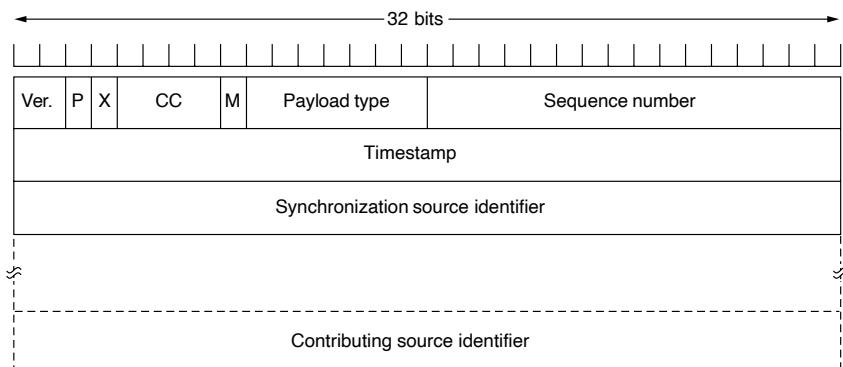 32 bits
Ver. P X CC M Payload type Sequence number
Timestamp
Synchronization source identifier
Contributing source identifier